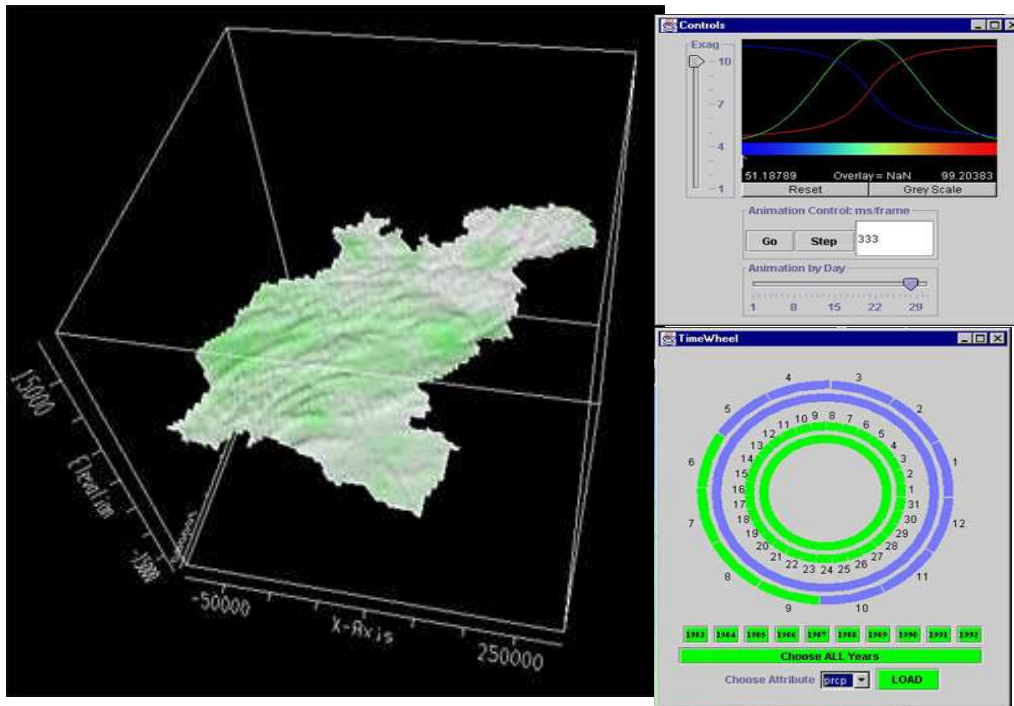 15000
Elevation
-1500
-50000
X-Axis
250000
Controls
Exag
10
7
4
1
51.18789 Overlay = NaN 99.20383
Reset Grey Scale
Animation Control: ms/frame
Go Step 333
Animation by Day
1 8 15 22 29
TimeWheel
4 3
5 2
6 1
7 12
8 11
9 10
9 8 7
10 6
11 5
12 4
13 3
14 2
15 1
16 31
17 30
18 29
19 28
20 27
21 26
22 23 24 25
1983 1984 1985 1986 1987 1988 1989 1990 1991 1992
Choose ALL Years
Choose Attribute prcp LOAD